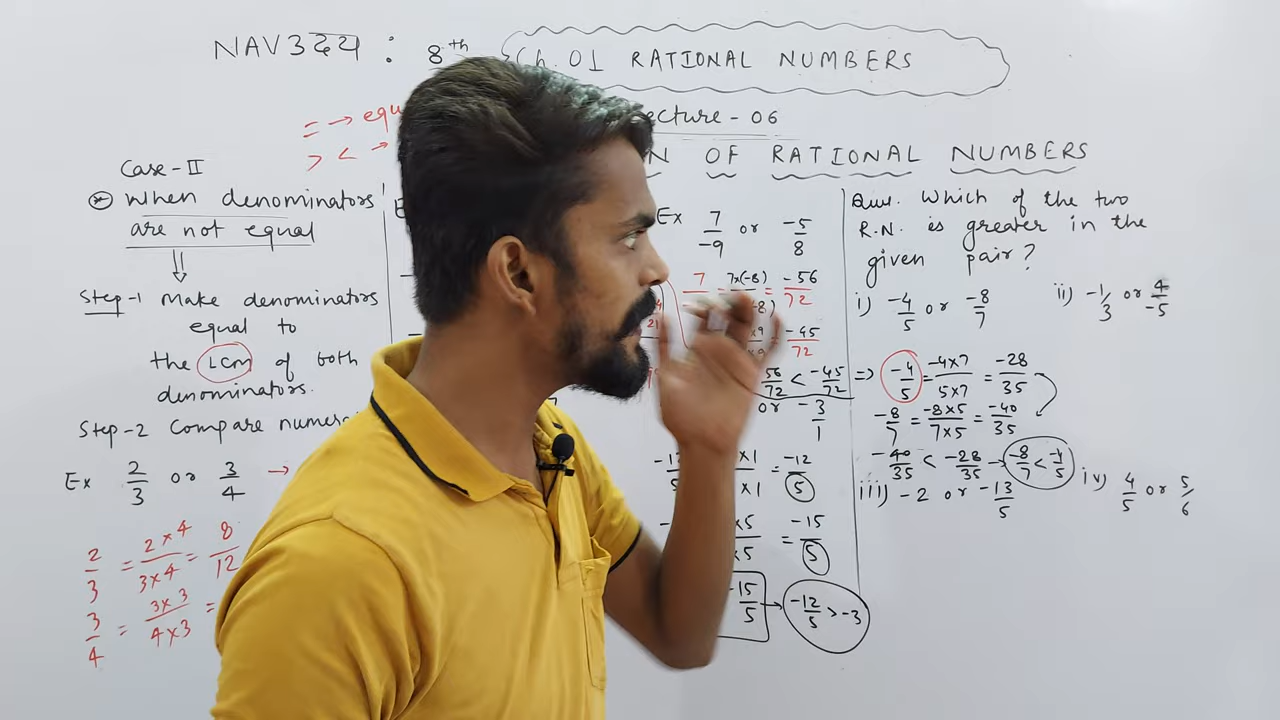 NAV3વવ : 8th Ch. 01 RATIONAL NUMBERS
= → equ
> < →
ecture - 06
N OF RATIONAL NUMBERS
Case-II
When denominators
are not equal
⇓
Step-1 Make denominators
equal to
the LCM of both
denominators.
Step-2 Compare numera
Ex 2/3 or 3/4 →
2/3 = 2×4/3×4 = 8/12
3/4 = 3×3/4×3 =
Ex 7/-9 or -5/8
7 = 7×(-8) = -56/72
×9/×9 = -45/72
56/72 < -45/72
or -3/1
-12/5 ×1/×1 = -12/5
×5/×5 = -15/5
-15/5 → -12/5 > -3
Ques. Which of the two
R.N. is greater in the
given pair?
i) -4/5 or -8/7
ii) -1/3 or 4/-5
⇒ -4/5 = -4×7/5×7 = -28/35
-8/7 = -8×5/7×5 = -40/35
-40/35 < -28/35 → -8/7 < -4/5
iii) -2 or -13/5
iv) 4/5 or 5/6